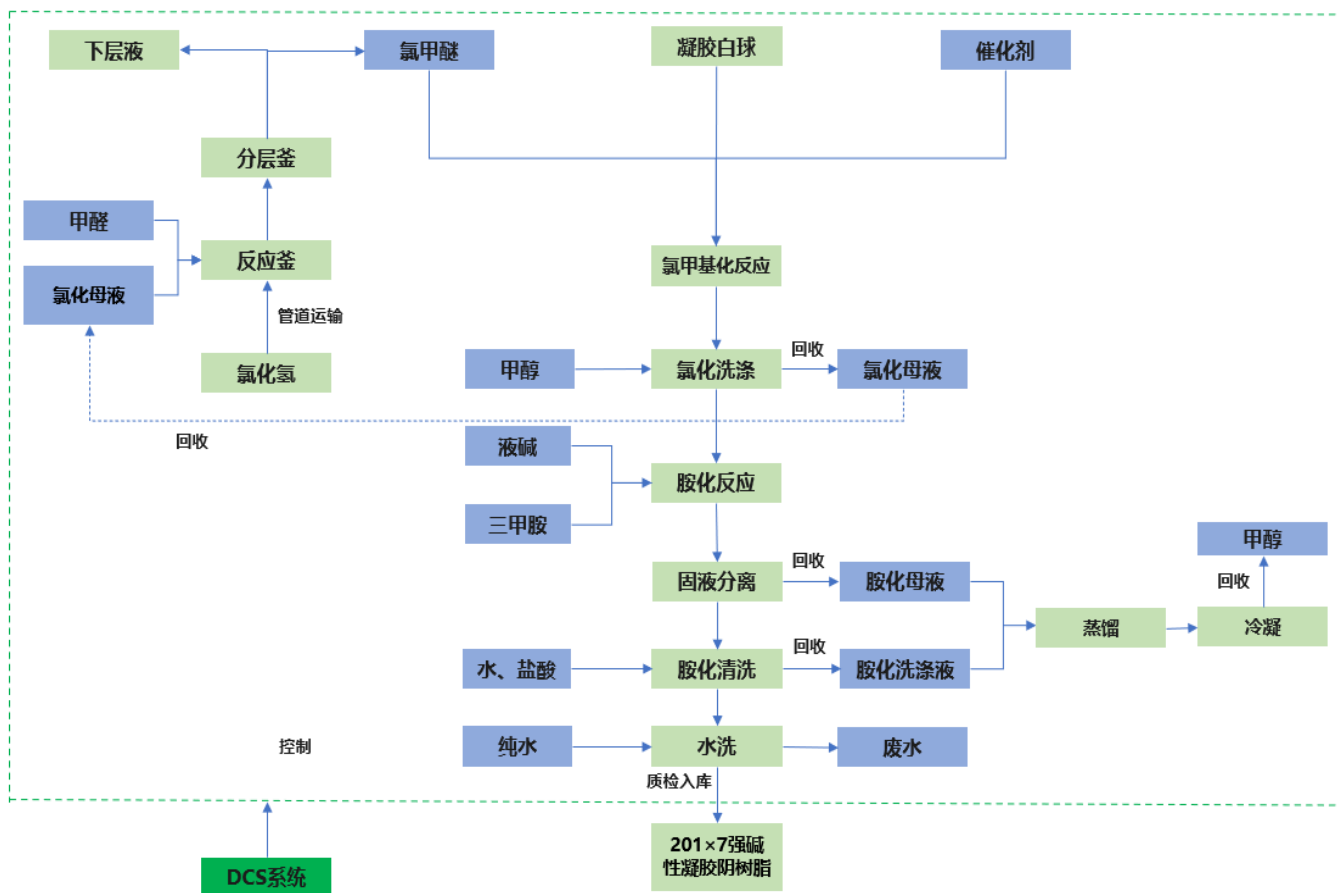 下层液
氯甲醚
凝胶白球
催化剂
分层釜
甲醛
反应釜
氯甲基化反应
氯化母液
管道运输
氯化氢
甲醇
氯化洗涤
回收
氯化母液
回收
液碱
胺化反应
三甲胺
甲醇
固液分离
回收
胺化母液
回收
蒸馏
冷凝
水、盐酸
胺化清洗
回收
胺化洗涤液
控制
纯水
水洗
废水
质检入库
201×7强碱
性凝胶阴树脂
DCS系统